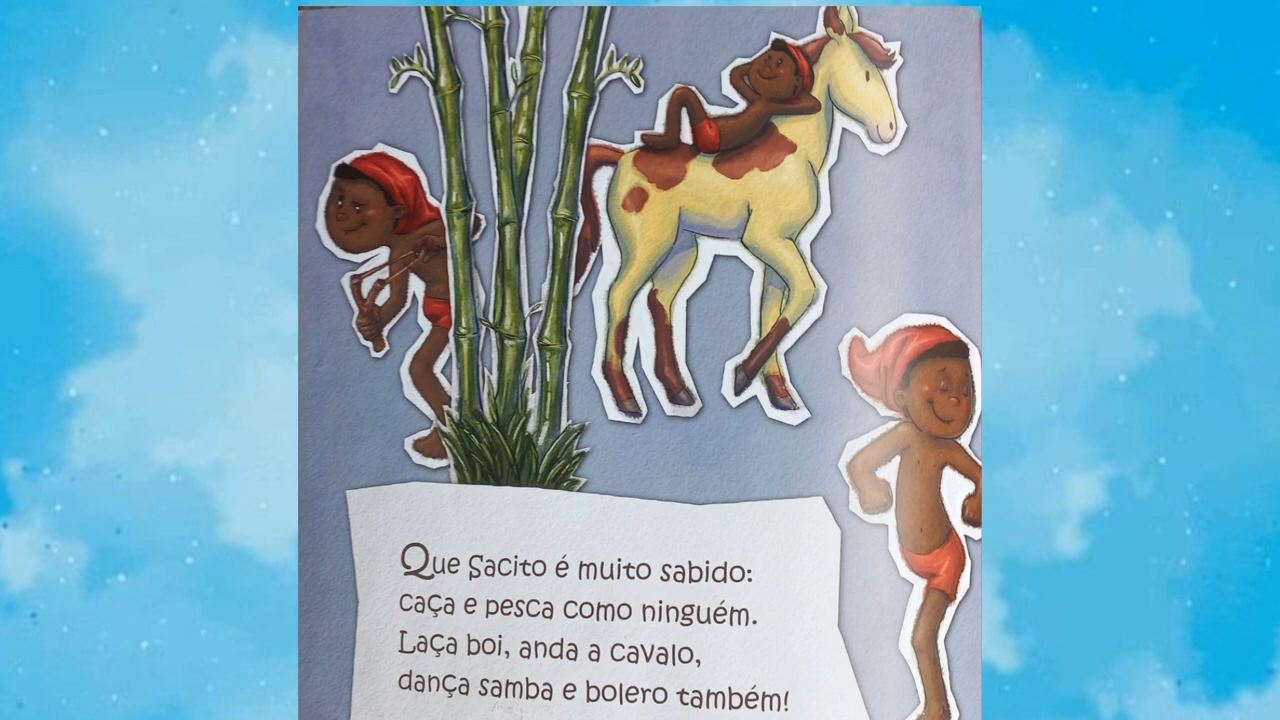 Que Sacito é muito sabido:
caça e pesca como ninguém.
Laça boi, anda a cavalo,
dança samba e bolero também!